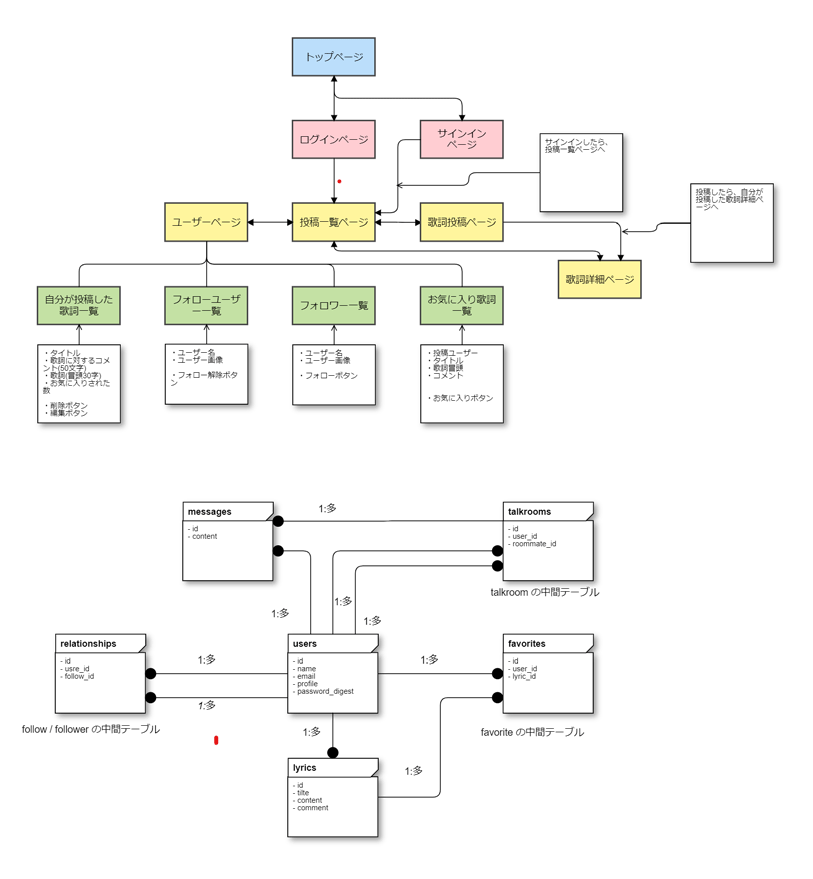 トップページ
ログインページ
サインイン
ページ
サインインしたら、
投稿一覧ページへ
投稿したら、自分が
投稿した歌詞詳細ペ
ージへ
ユーザーページ
投稿一覧ページ
歌詞投稿ページ
歌詞詳細ページ
自分が投稿した
歌詞一覧
フォローユーザ
ー一覧
フォロワー一覧
お気に入り歌詞
一覧
・タイトル
・歌詞に対するコメ
ント(50文字)
・歌詞(冒頭30字)
・お気に入りされた
数
・削除ボタン
・編集ボタン
・ユーザー名
・ユーザー画像
・フォロー解除ボタ
ン
・ユーザー名
・ユーザー画像
・フォローボタン
・投稿ユーザー
・タイトル
・歌詞冒頭
・コメント
・お気に入りボタン
messages
- id
- content
1:多
talkrooms
- id
- user_id
- roommate_id
talkroom の中間テーブル
1:多
1:多
1:多
relationships
- id
- usre_id
- follow_id
follow / follower の中間テーブル
1:多
1:多
users
- id
- name
- email
- profile
- password_digest
1:多
favorites
- id
- user_id
- lyric_id
favorite の中間テーブル
1:多
1:多
lyrics
- id
- tilte
- content
- comment